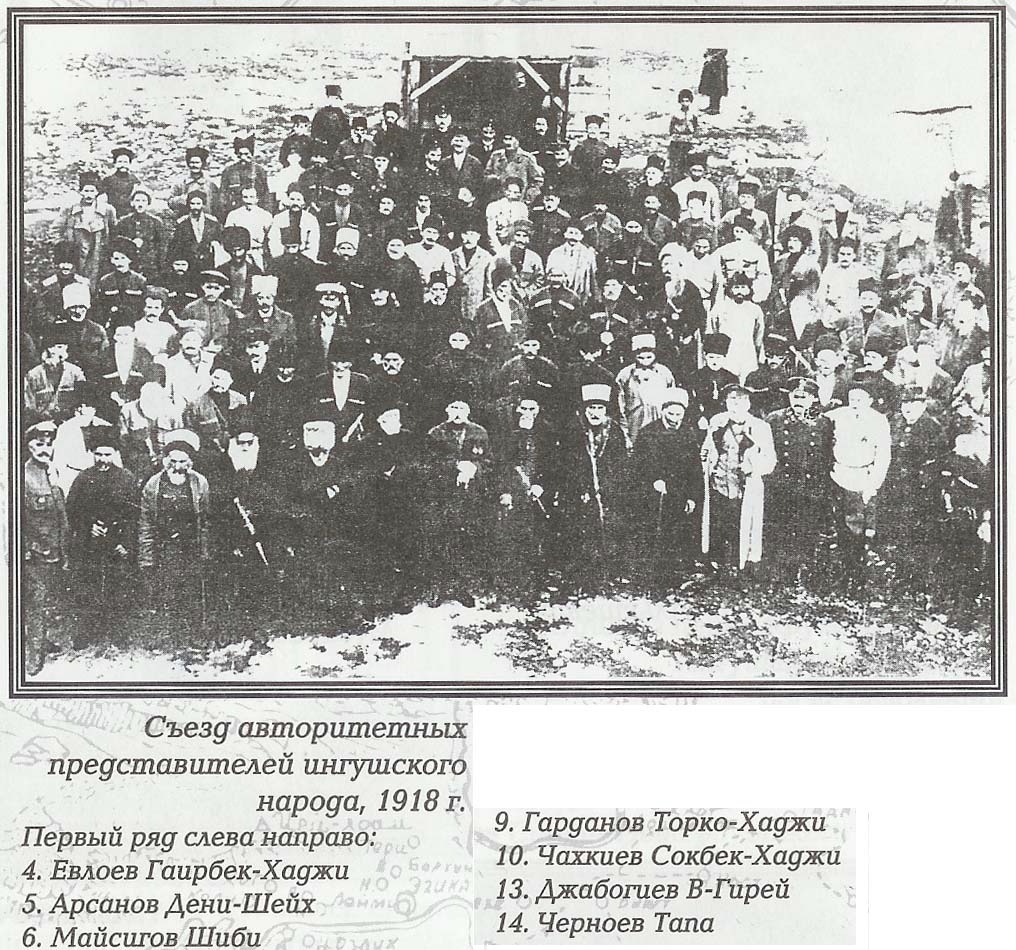 Съезд авторитетных
представителей ингушского
народа, 1918 г.
Первый ряд слева направо:
4. Евлоев Гаирбек-Хаджи
5. Арсанов Дени-Шейх
6. Майсигов Шиби
9. Гарданов Торко-Хаджи
10. Чахкиев Сокбек-Хаджи
13. Джабогиев В-Гирей
14. Черноев Тапа